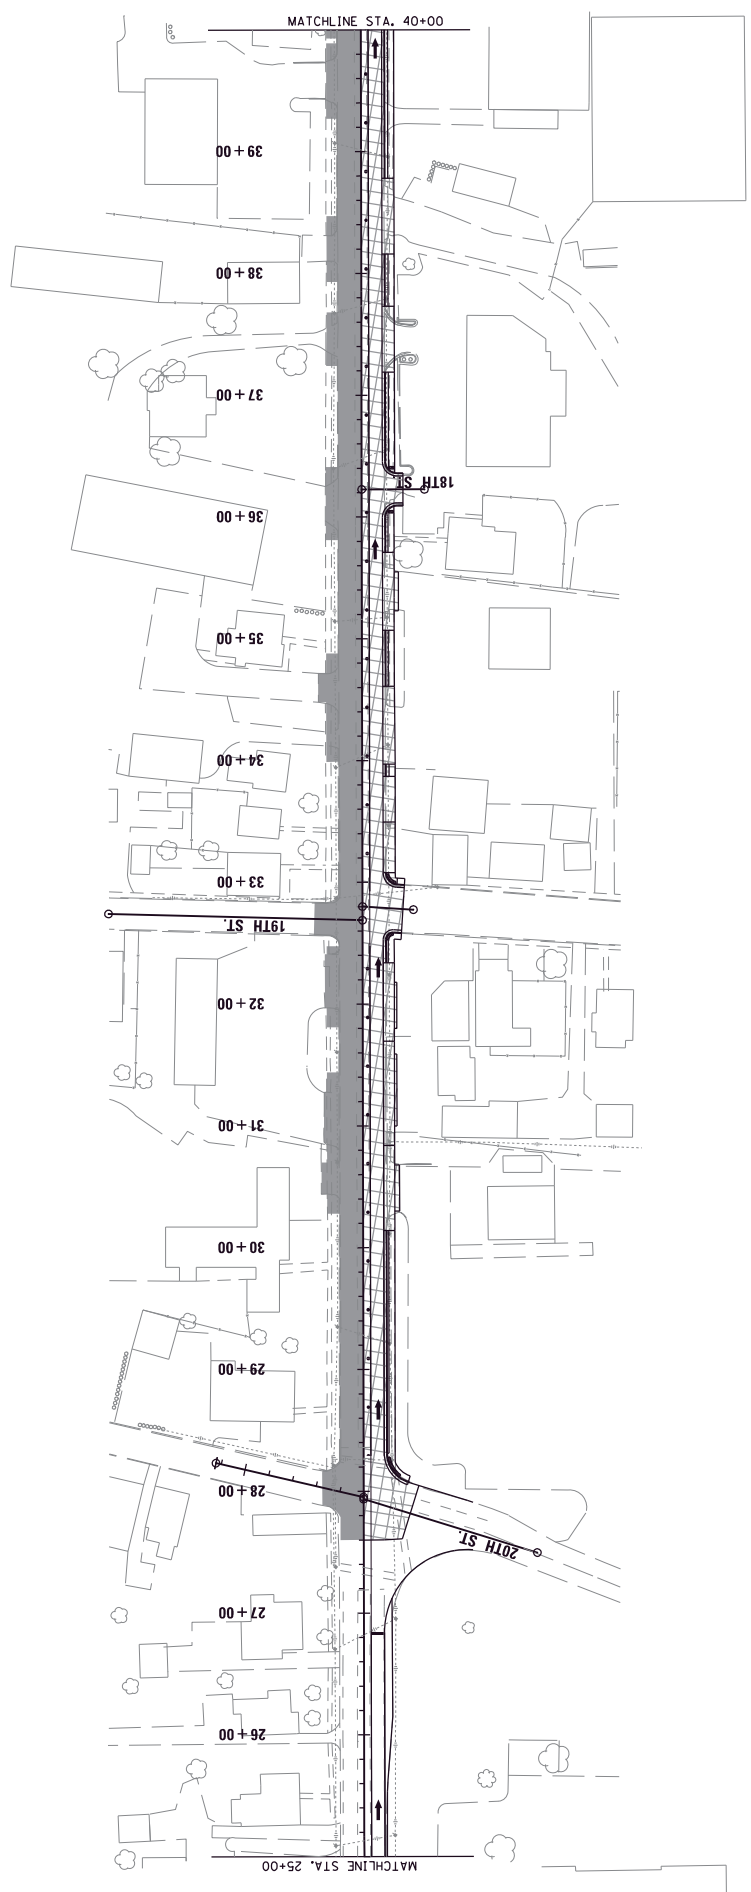 MATCHLINE STA. 40+00
39+00
38+00
37+00
18TH ST.
36+00
35+00
34+00
33+00
19TH ST.
32+00
31+00
30+00
29+00
28+00
20TH ST.
27+00
26+00
MATCHLINE STA. 25+00